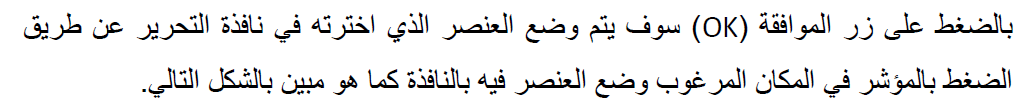 بالضغط على زر الموافقة (OK) سوف يتم وضع العنصر الذي اخترته في نافذة التحرير عن طريق
الضغط بالمؤشر في المكان المرغوب وضع العنصر فيه بالنافذة كما هو مبين بالشكل التالي.